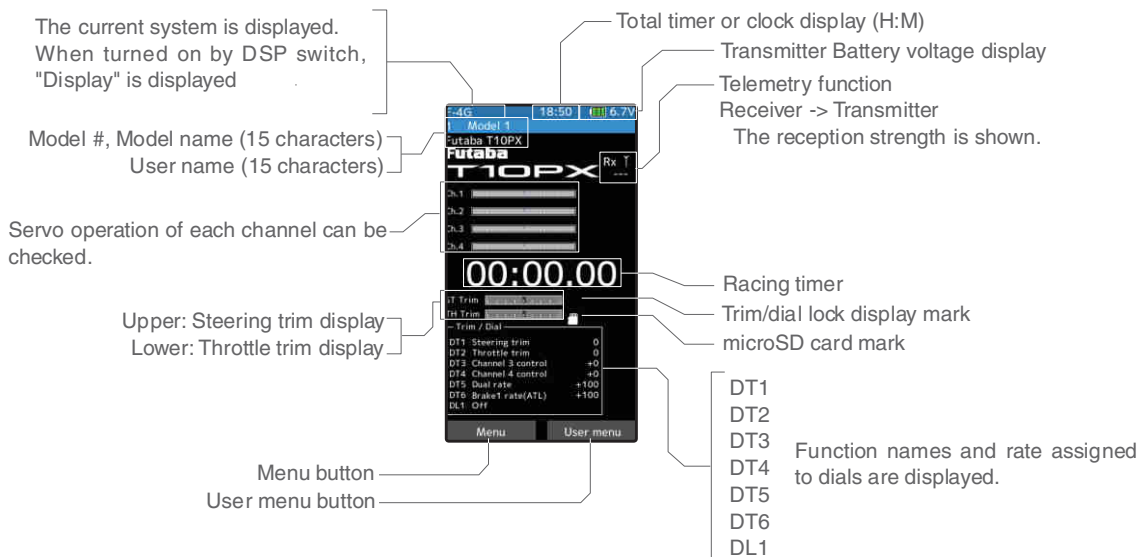 The current system is displayed.
When turned on by DSP switch,
"Display" is displayed
Total timer or clock display (H:M)
Transmitter Battery voltage display
Telemetry function
Receiver -> Transmitter
The reception strength is shown.
Model #, Model name (15 characters)
User name (15 characters)
-4G 18:50 6.7V
Model 1
Futaba T10PX
Futaba
T10PX
Rx
---
Ch.1
Ch.2
Ch.3
Ch.4
Servo operation of each channel can be
checked.
00:00.00
Racing timer
ST Trim
TH Trim
Trim/dial lock display mark
microSD card mark
Upper: Steering trim display
Lower: Throttle trim display
Trim / Dial
DT1 Steering trim 0
DT2 Throttle trim 0
DT3 Channel 3 control +0
DT4 Channel 4 control +0
DT5 Dual rate +100
DT6 Brake1 rate(ATL) +100
DL1 Off
Menu User menu
Menu button
User menu button
DT1
DT2
DT3
DT4
DT5
DT6
DL1
Function names and rate assigned
to dials are displayed.